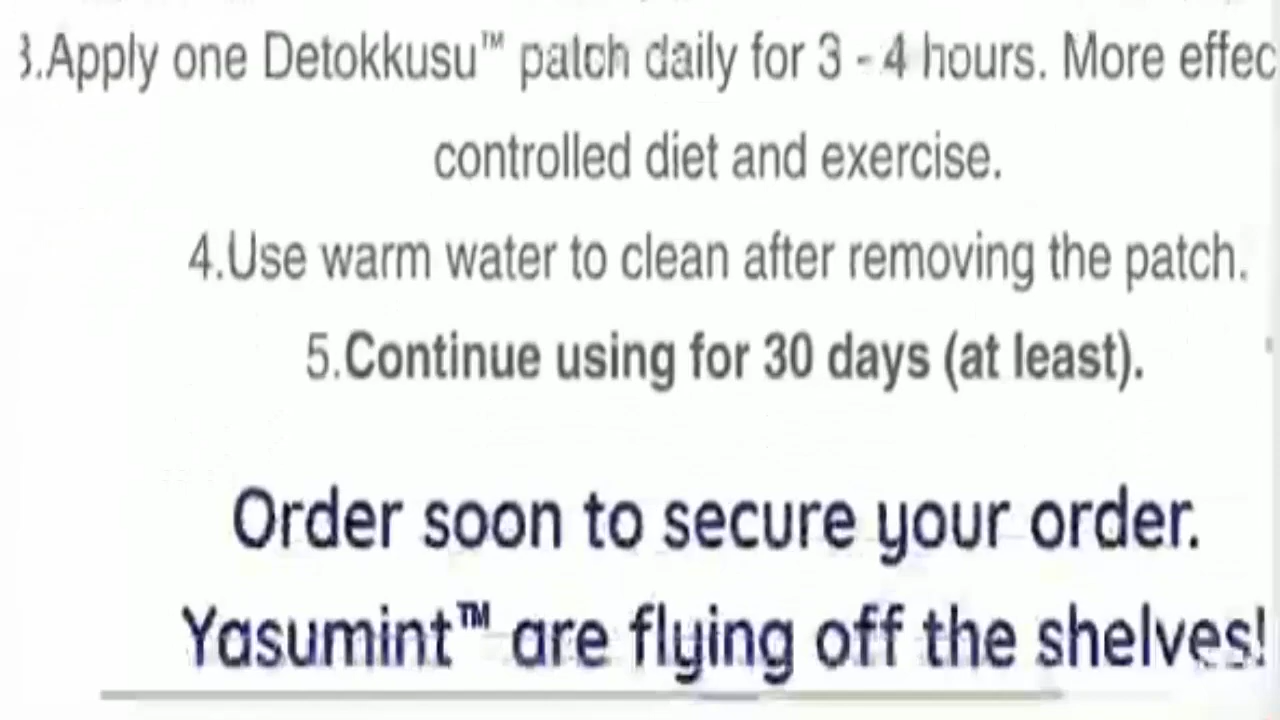 3.Apply one Detokkusu™ patch daily for 3 - 4 hours. More effec
controlled diet and exercise.
4.Use warm water to clean after removing the patch.
5.Continue using for 30 days (at least).
Order soon to secure your order.
Yasumint™ are flying off the shelves!